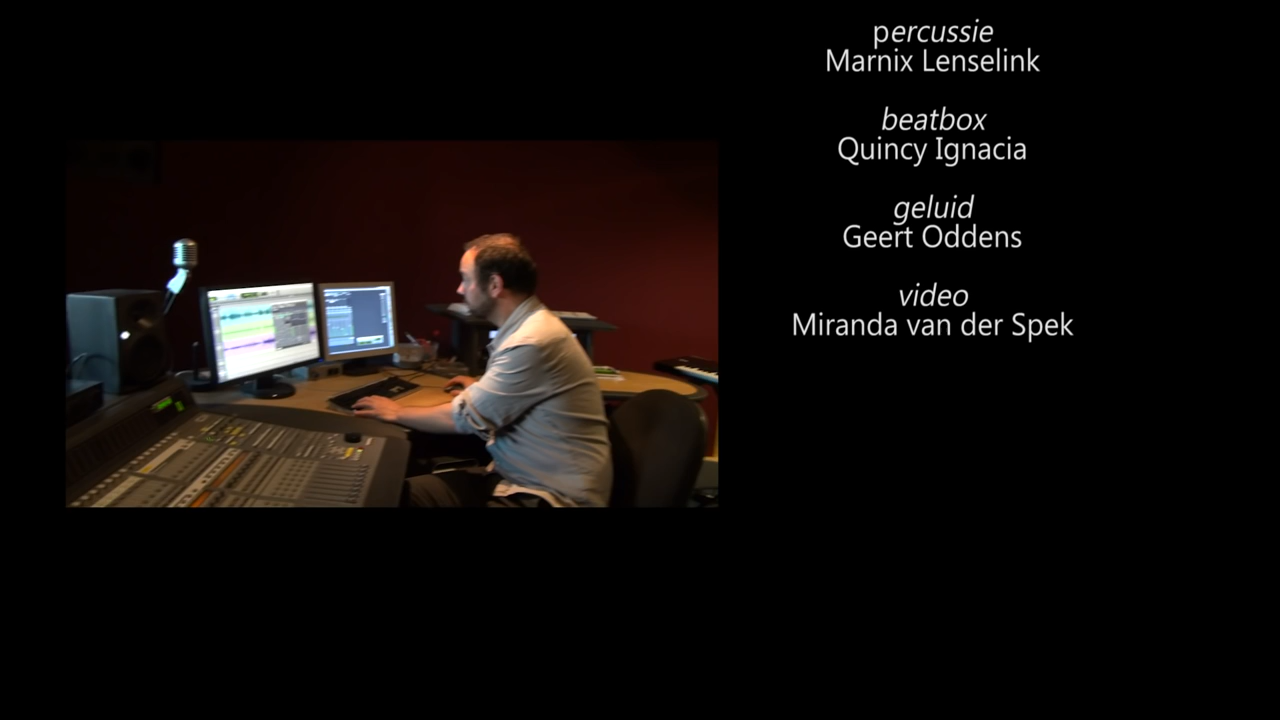 percussie
Marnix Lenselink
beatbox
Quincy Ignacia
geluid
Geert Oddens
video
Miranda van der Spek